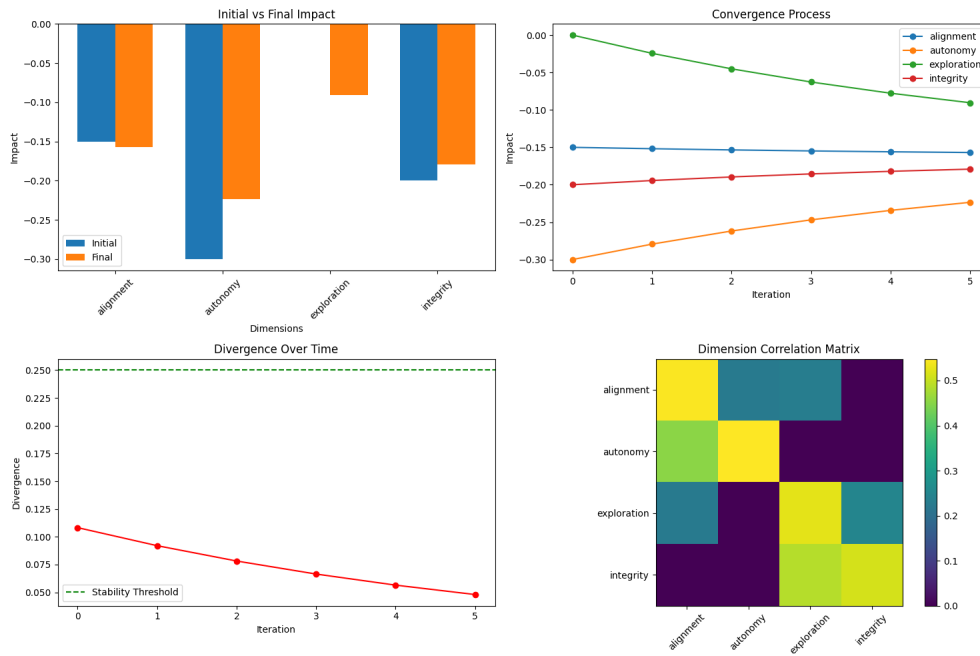 Initial vs Final Impact
0.00
−0.05
−0.10
−0.15
−0.20
−0.25
−0.30
Impact
Initial
Final
alignment
autonomy
exploration
integrity
Dimensions
Convergence Process
0.00
−0.05
−0.10
−0.15
−0.20
−0.25
−0.30
Impact
alignment
autonomy
exploration
integrity
0
1
2
3
4
5
Iteration
Divergence Over Time
0.250
0.225
0.200
0.175
0.150
0.125
0.100
0.075
0.050
Divergence
Stability Threshold
0
1
2
3
4
5
Iteration
Dimension Correlation Matrix
alignment
autonomy
exploration
integrity
alignment
autonomy
exploration
integrity
0.5
0.4
0.3
0.2
0.1
0.0